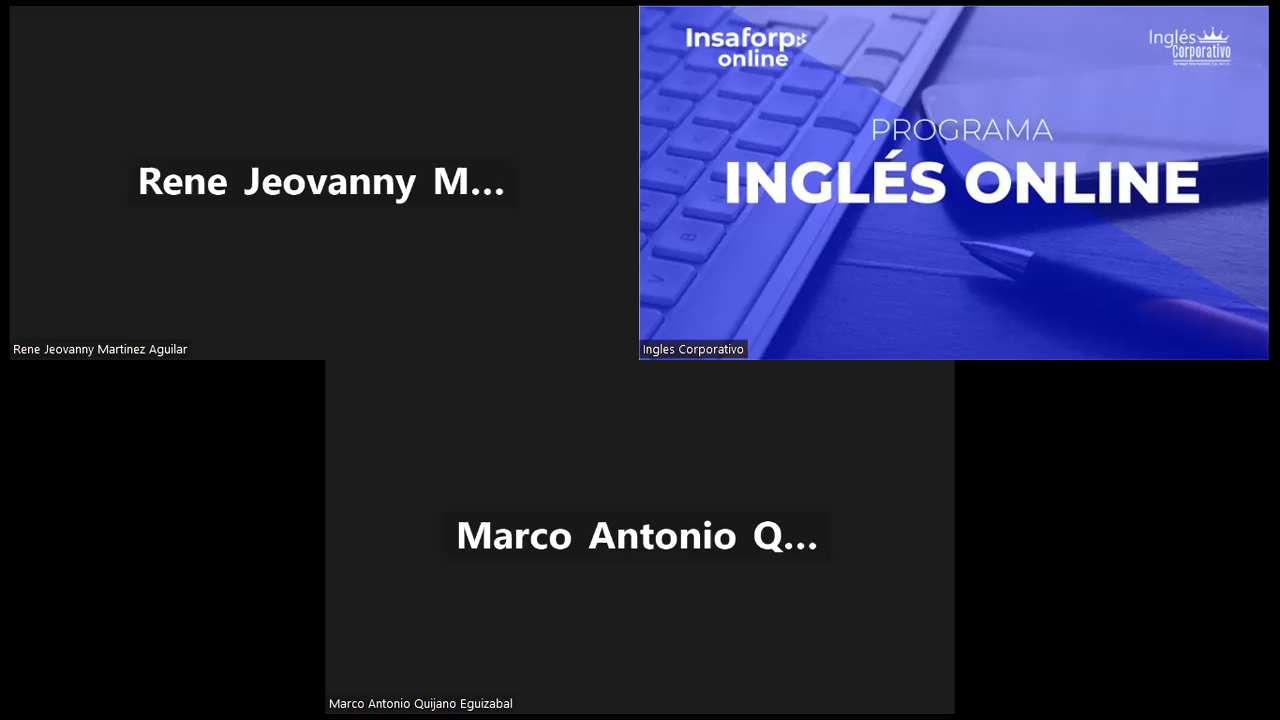 Rene Jeovanny M...
Rene Jeovanny Martinez Aguilar
Insaforp
online
Inglés
Corporativo
PROGRAMA
INGLÉS ONLINE
Ingles Corporativo
Marco Antonio Q...
Marco Antonio Quijano Eguizabal